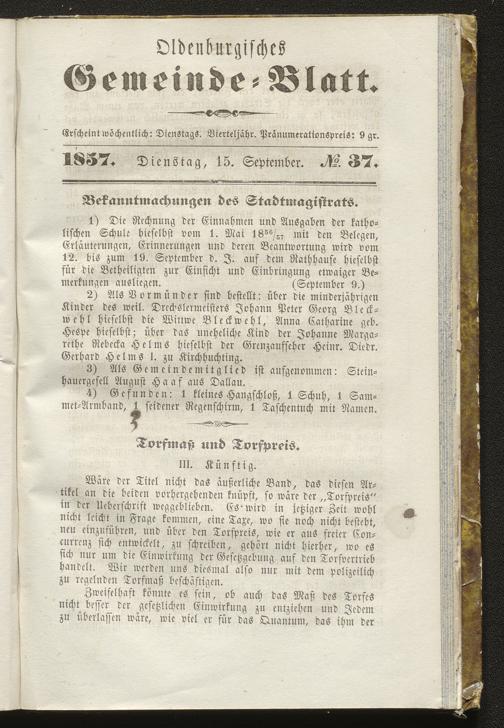 Oldenburgisches
Gemeinde-Blatt.
Erscheint wöchentlich: Dienstags. Vierteljähr. Pränumerationspreis: 9 gr.
1857. Dienstag, 15. September. № 37.
Bekanntmachungen des Stadtmagistrats.
1) Die Rechnung der Einnahmen und Ausgaben der katho-
lischen Schule hieselbst vom 1. Mai 18⁵⁶/₅₇ mit den Belegen,
Erläuterungen, Erinnerungen und deren Beantwortung wird vom
12. bis zum 19. September d. J. auf dem Rathhause hieselbst
für die Betheiligten zur Einsicht und Einbringung etwaiger Be-
merkungen ausliegen. (September 9.)
2) Als Vormünder sind bestellt: über die minderjährigen
Kinder des weil. Drechslermeisters Johann Peter Georg Bleck-
wehl hieselbst die Wittwe Bleckwehl, Anna Catharine geb.
Hespe hieselbst; über das uneheliche Kind der Johanne Marga-
rethe Rebecka Helms hieselbst der Grenzaufseher Heinr. Diedr.
Gerhard Helms I. zu Kirchhuchting.
3) Als Gemeindemitglied ist aufgenommen: Stein-
hauergesell August Haaf aus Dallau.
4) Gefunden: 1 kleines Hangschloß, 1 Schuh, 1 Sam-
met-Armband, 1 seidener Regenschirm, 1 Taschentuch mit Namen.
Torfmaß und Torfpreis.
III. Künftig.
Wäre der Titel nicht das äußerliche Band, das diesen Ar-
tikel an die beiden vorhergehenden knüpft, so wäre der „Torfpreis"
in der Ueberschrift weggeblieben. Es wird in jetziger Zeit wohl
nicht leicht in Frage kommen, eine Taxe, wo sie noch nicht besteht,
neu einzuführen, und über den Torfpreis, wie er aus freier Con-
currenz sich entwickelt, zu schreiben, gehört nicht hierher, wo es
sich nur um die Einwirkung der Gesetzgebung auf den Torfvertrieb
handelt. Wir werden uns diesmal also nur mit dem polizeilich
zu regelnden Torfmaß beschäftigen.
Zweifelhaft könnte es sein, ob auch das Maß des Torfes
nicht besser der gesetzlichen Einwirkung zu entziehen und Jedem
zu überlassen wäre, wie viel er für das Quantum, das ihm der